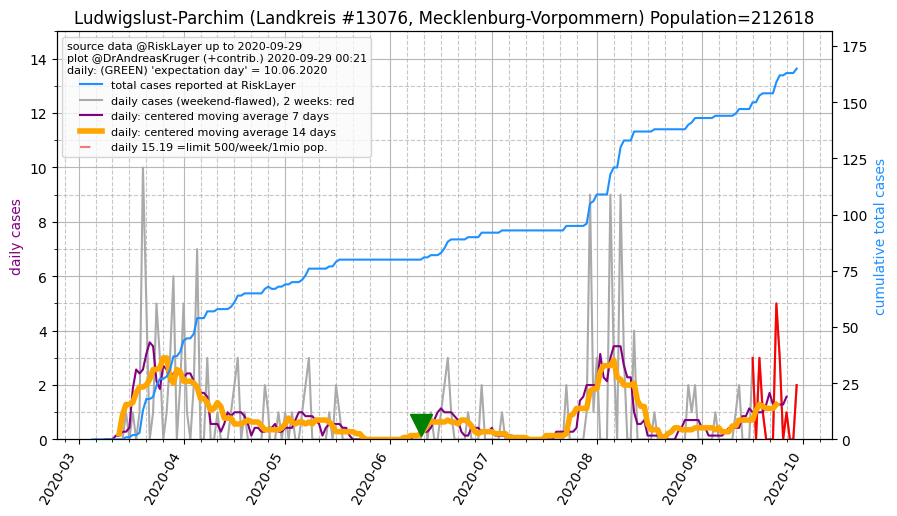 Ludwigslust-Parchim (Landkreis #13076, Mecklenburg-Vorpommern) Population=212618
source data @RiskLayer up to 2020-09-29
plot @DrAndreasKruger (+contrib.) 2020-09-29 00:21
daily: (GREEN) 'expectation day' = 10.06.2020
total cases reported at RiskLayer
daily cases (weekend-flawed), 2 weeks: red
daily: centered moving average 7 days
daily: centered moving average 14 days
daily 15.19 =limit 500/week/1mio pop.
daily cases
14
12
10
8
6
4
2
0
cumulative total cases
175
150
125
100
75
50
25
0
2020-03
2020-04
2020-05
2020-06
2020-07
2020-08
2020-09
2020-10